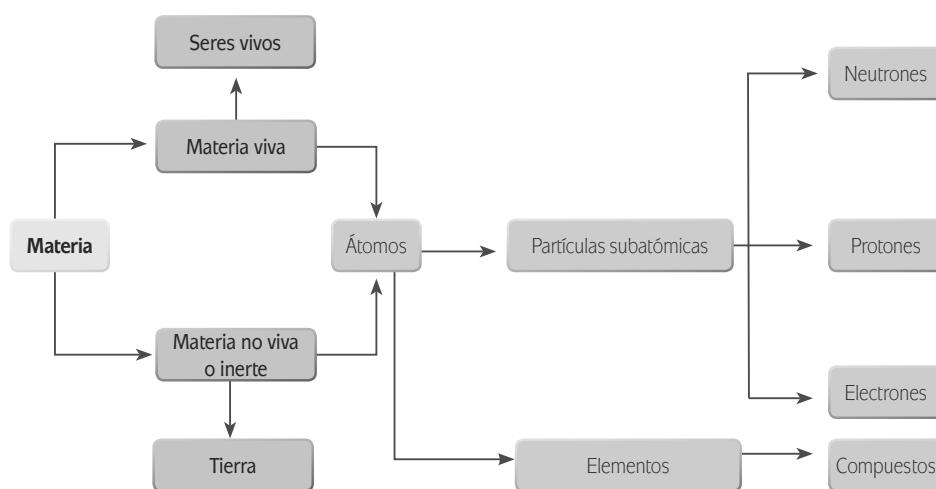 Seres vivos
Materia viva
Materia
Materia no viva
o inerte
Tierra
Átomos
Partículas subatómicas
Elementos
Neutrones
Protones
Electrones
Compuestos